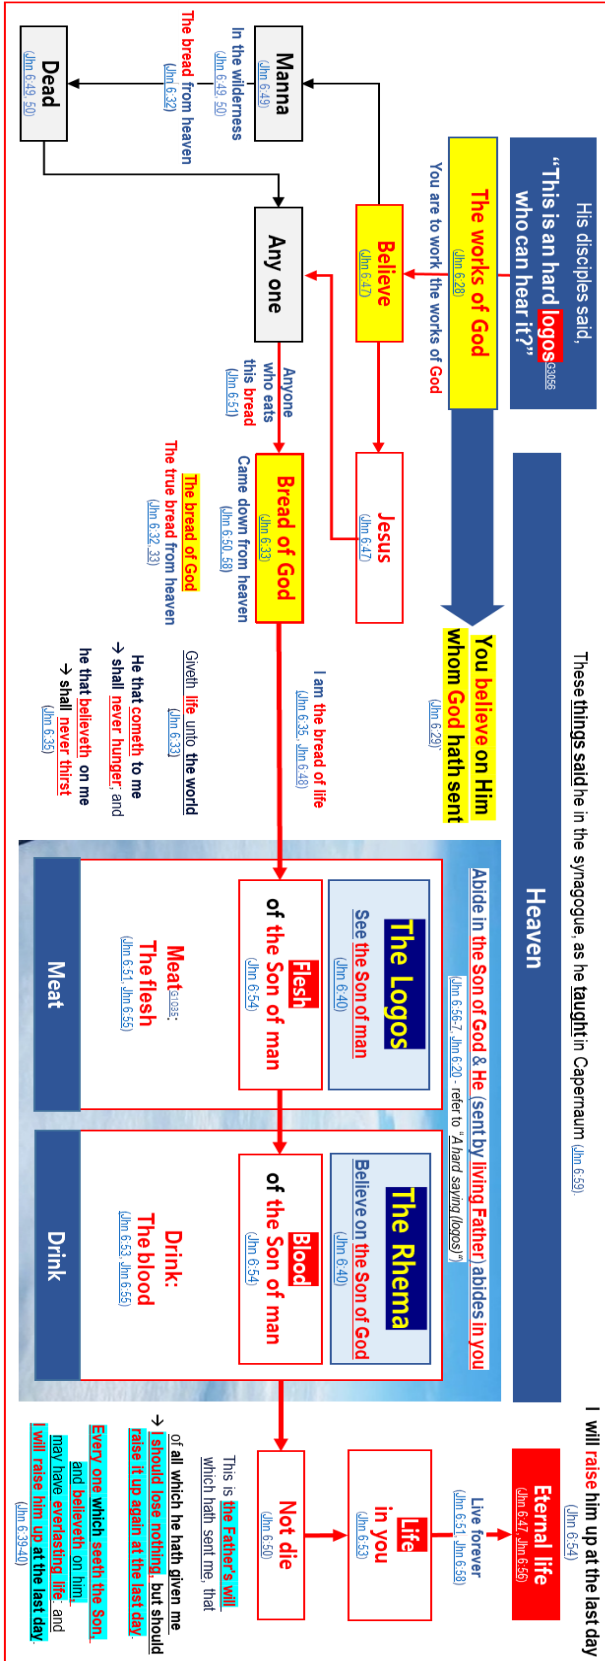 These things said he in the synagogue, as he taught in Capernaum (Jhn 6:59).
I will raise him up at the last day
(Jhn 6:54)
His disciples said,
“This is an hard logosG3056
who can hear it?”
Heaven
Eternal life
(Jhn 6:47, Jhn 6:56)
The works of God
(Jhn 6:28)
You are to work the works of God
You believe on Him
whom God hath sent
(Jhn 6:29)
Abide in the Son of God & He (sent by living Father) abides in you
(Jhn 6:56-7, Jhn 6:20 - refer to “A hard saying (logos)”)
Live forever
(Jhn 6:51, Jhn 6:58)
Believe
(Jhn 6:47)
Jesus
(Jhn 6:47)
The Logos
(Jhn 6:40)
See the Son of man
The Rhema
(Jhn 6:40)
Believe on the Son of God
Life
in you
(Jhn 6:53)
Manna
(Jhn 6:49)
In the wilderness
(Jhn 6:49, 50)
The bread from heaven
(Jhn 6:32)
Dead
(Jhn 6:49, 50)
Any one
Anyone
who eats
this bread
(Jhn 6:51)
Bread of God
(Jhn 6:33)
Came down from heaven
(Jhn 6:50, 58)
The bread of God
The true bread from heaven
(Jhn 6:32, 33)
I am the bread of life
(Jhn 6:35, Jhn 6:48)
Giveth life unto the world
(Jhn 6:33)
He that cometh to me
→ shall never hunger; and
he that believeth on me
→ shall never thirst
(Jhn 6:35)
Flesh
of the Son of man
(Jhn 6:54)
Meat G1035:
The flesh
(Jhn 6:51, Jhn 6:55)
Meat
Blood
of the Son of man
(Jhn 6:54)
Drink:
The blood
(Jhn 6:53, Jhn 6:55)
Drink
Not die
(Jhn 6:50)
This is the Father's will
which hath sent me, that
of all which he hath given me
→ I should lose nothing, but should
raise it up again at the last day.
Every one which seeth the Son,
and believeth on him,
may have everlasting life: and
I will raise him up at the last day.
(Jhn 6:39-40)